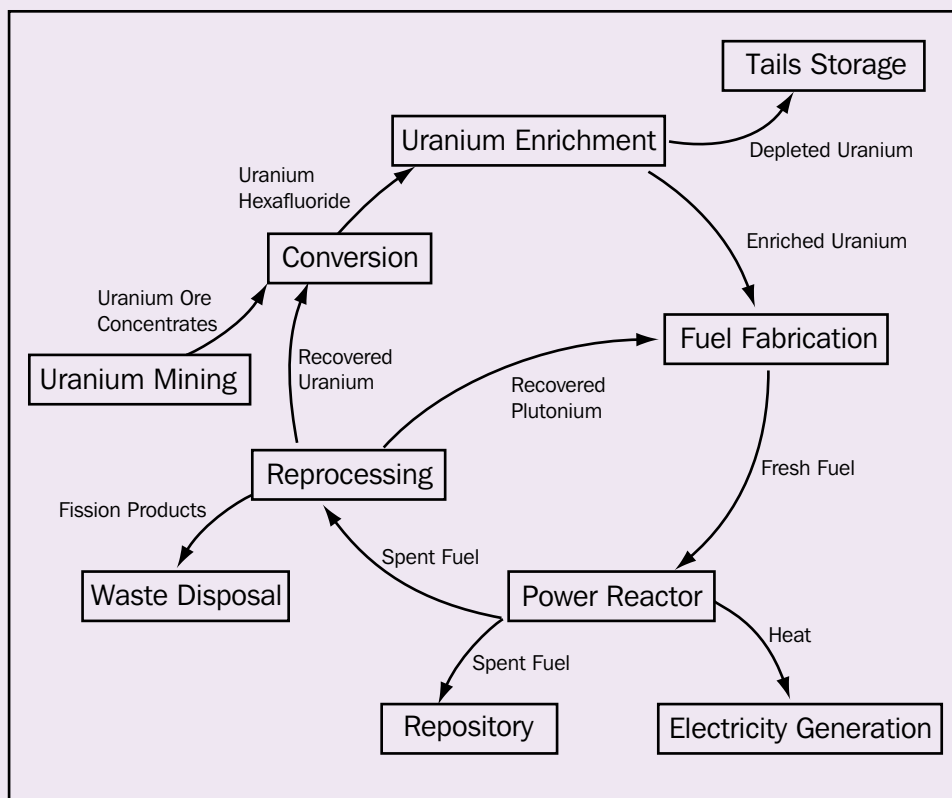 Tails Storage
Uranium Enrichment
Depleted Uranium
Uranium
Hexafluoride
Enriched Uranium
Conversion
Uranium Ore
Concentrates
Fuel Fabrication
Uranium Mining
Recovered
Uranium
Recovered
Plutonium
Reprocessing
Fresh Fuel
Fission Products
Spent Fuel
Waste Disposal
Power Reactor
Heat
Spent Fuel
Repository
Electricity Generation